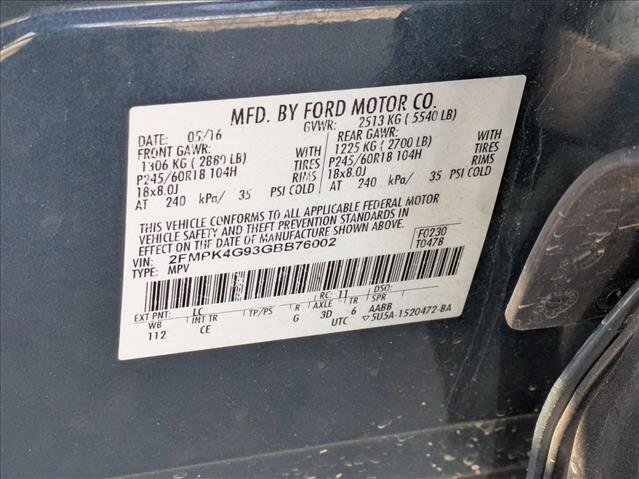 MFD. BY FORD MOTOR CO.
DATE: 05/16 GVWR: 2513 KG ( 5540 LB)
FRONT GAWR: REAR GAWR:
1306 KG ( 2880 LB) WITH 1225 KG ( 2700 LB) WITH
P245/60R18 104H TIRES P245/60R18 104H TIRES
18x8.0J RIMS 18x8.0J RIMS
AT 240 kPa/ 35 PSI COLD AT 240 kPa/ 35 PSI COLD
THIS VEHICLE CONFORMS TO ALL APPLICABLE FEDERAL MOTOR
VEHICLE SAFETY AND THEFT PREVENTION STANDARDS IN
EFFECT ON THE DATE OF MANUFACTURE SHOWN ABOVE.
VIN: 2FMPK4G93GBB76002 F0230
TYPE: MPV T0478
EXT PNT: LC RC: 11 DSO:
WB INT TR TP/PS R AXLE TR SPR
112 CE G 3D 6 AABB
UTC ▽5U5A-1520472-BA